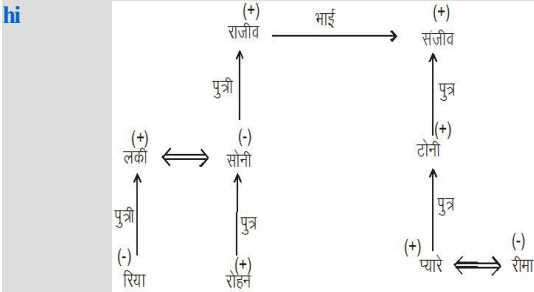 hi
(+) भाई (+)
राजीव संजीव
पुत्री पुत्र
(+) (-) (+)
लकी सोनी टोनी
पुत्री पुत्र पुत्र
(-) (+) (+) (-)
रिया रोहन प्यारे रीमा